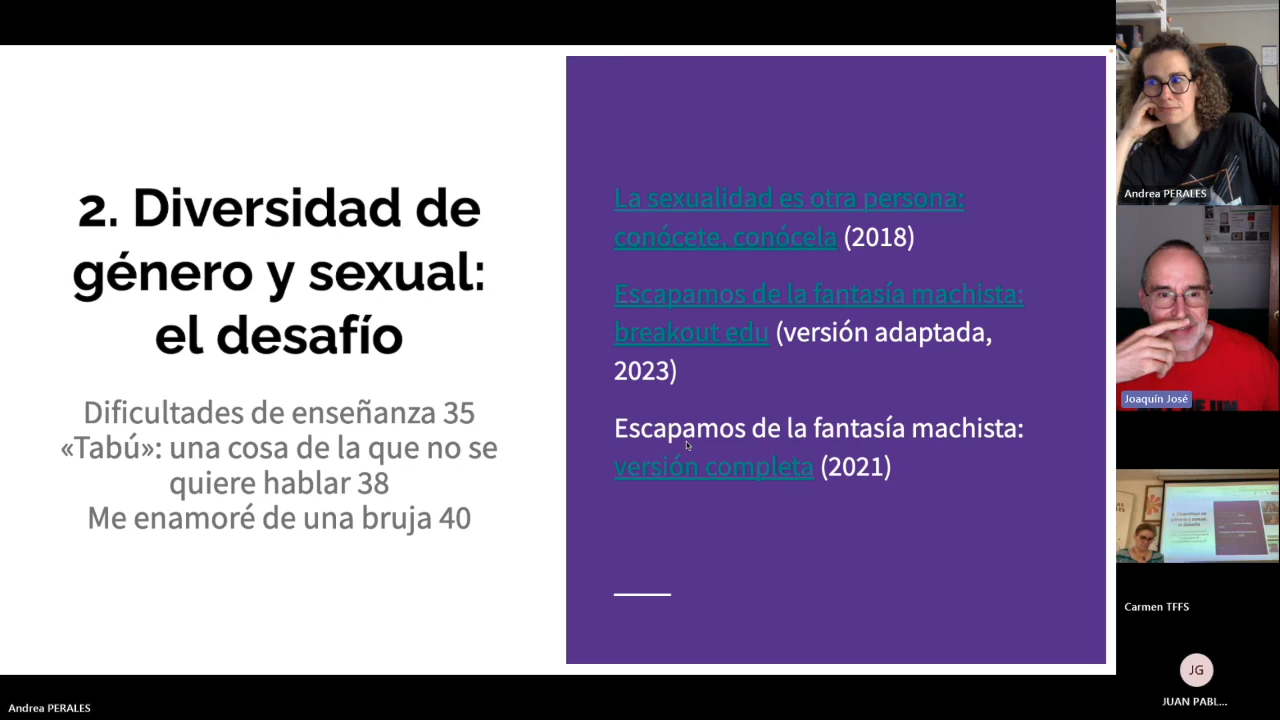 2. Diversidad de
género y sexual:
el desafío
Dificultades de enseñanza 35
«Tabú»: una cosa de la que no se
quiere hablar 38
Me enamoré de una bruja 40
La sexualidad es otra persona:
conócete, conócela (2018)
Escapamos de la fantasía machista:
breakout edu (versión adaptada,
2023)
Escapamos de la fantasía machista:
versión completa (2021)
Andrea PERALES
Joaquín José
Carmen TFFS
JG
JUAN PABL...
Andrea PERALES